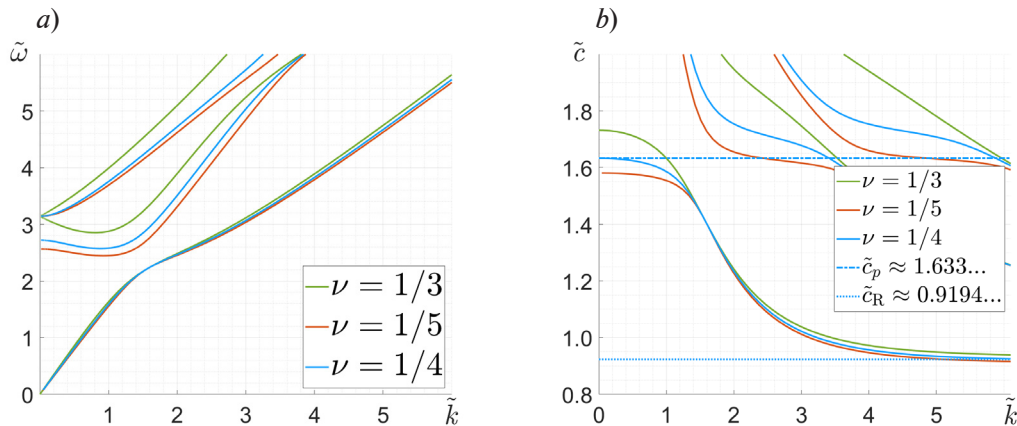 a)
b)
ω̃
c̃
5
4
3
2
1
0
1
2
3
4
5
k̃
ν = 1/3
ν = 1/5
ν = 1/4
1.8
1.6
1.4
1.2
1.0
0.8
0
1
2
3
4
5
k̃
ν = 1/3
ν = 1/5
ν = 1/4
c̃ₚ ≈ 1.633...
c̃_R ≈ 0.9194...